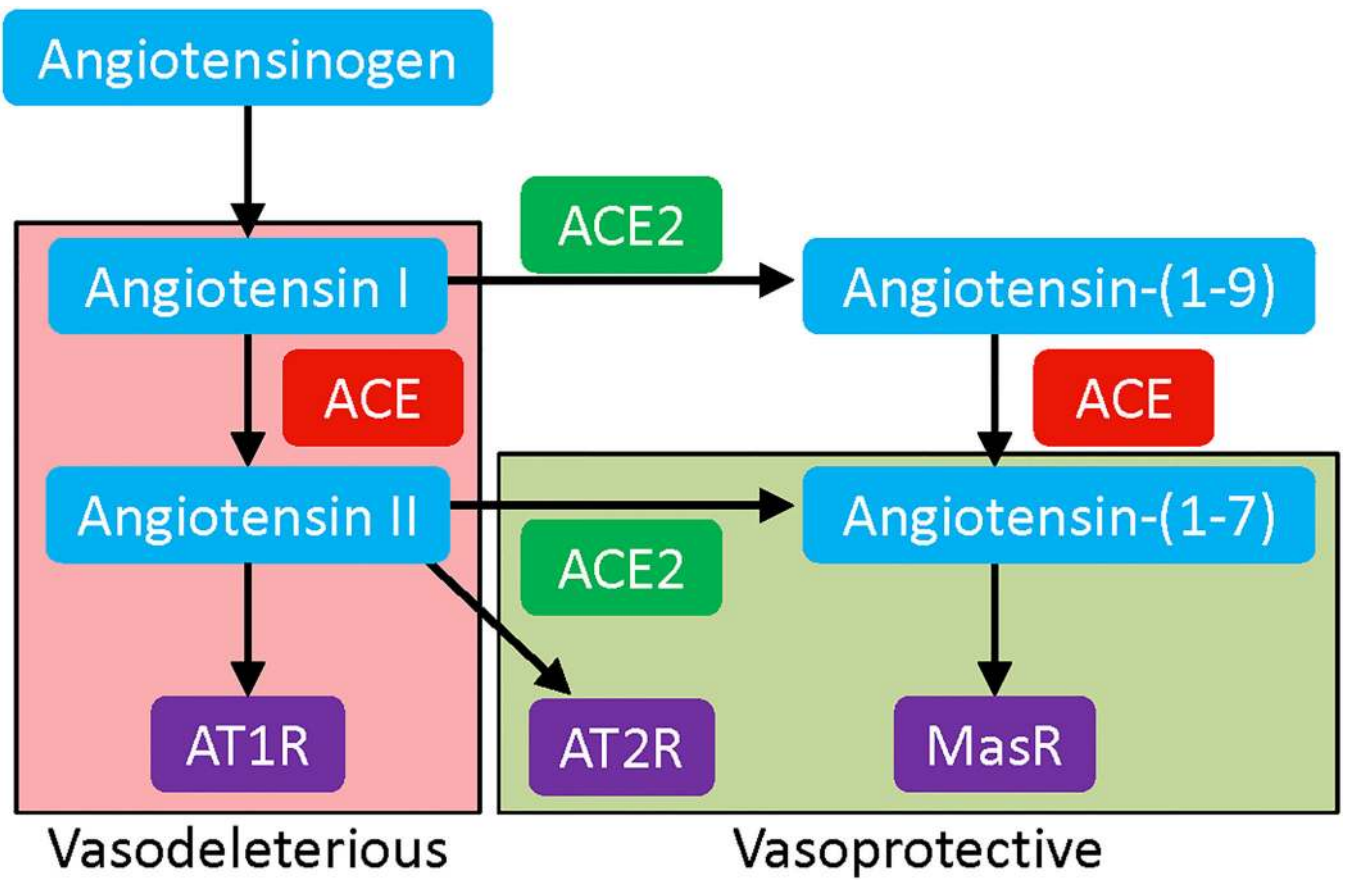 Angiotensinogen
ACE2
Angiotensin I
Angiotensin-(1-9)
ACE
ACE
Angiotensin II
Angiotensin-(1-7)
ACE2
AT1R
AT2R
MasR
Vasodeleterious
Vasoprotective